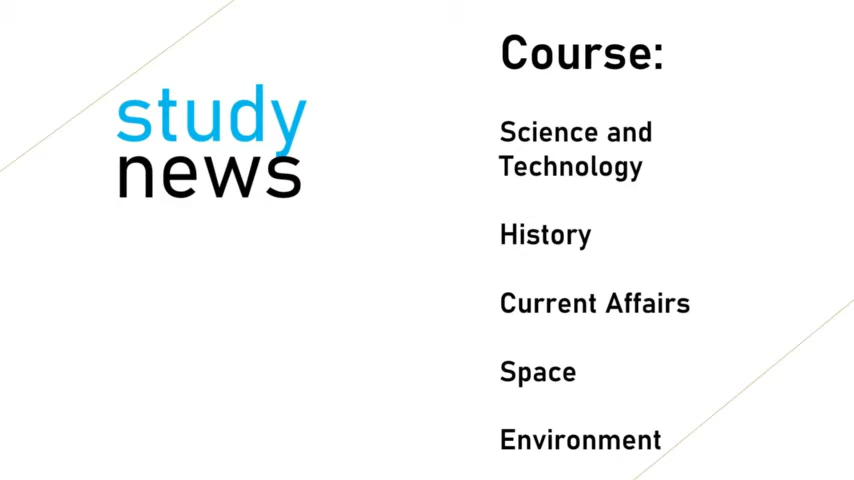 study
news
Course:
Science and
Technology
History
Current Affairs
Space
Environment